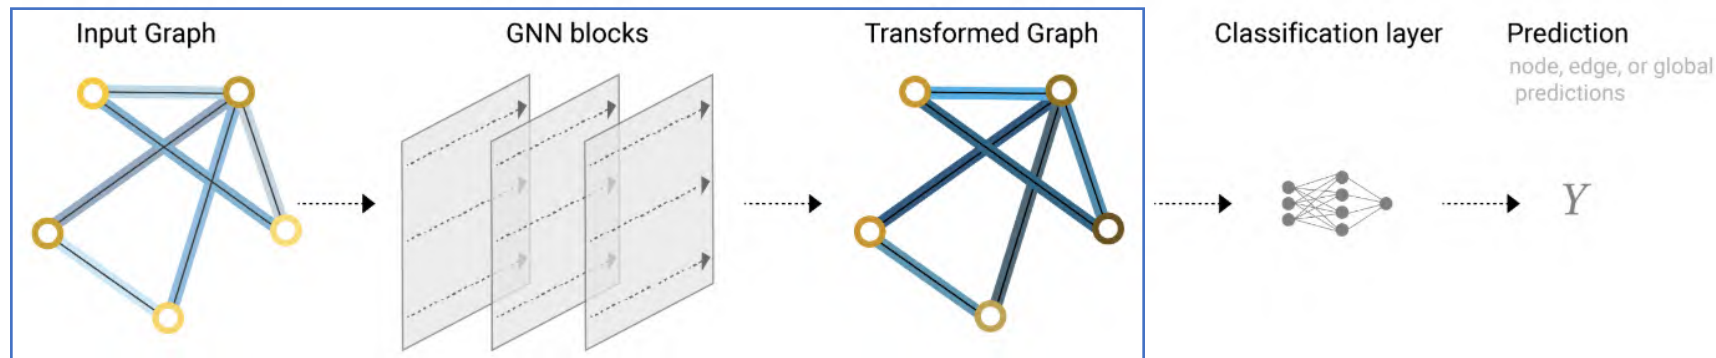 Input Graph
GNN blocks
Transformed Graph
Classification layer
Prediction
node, edge, or global
predictions
Y